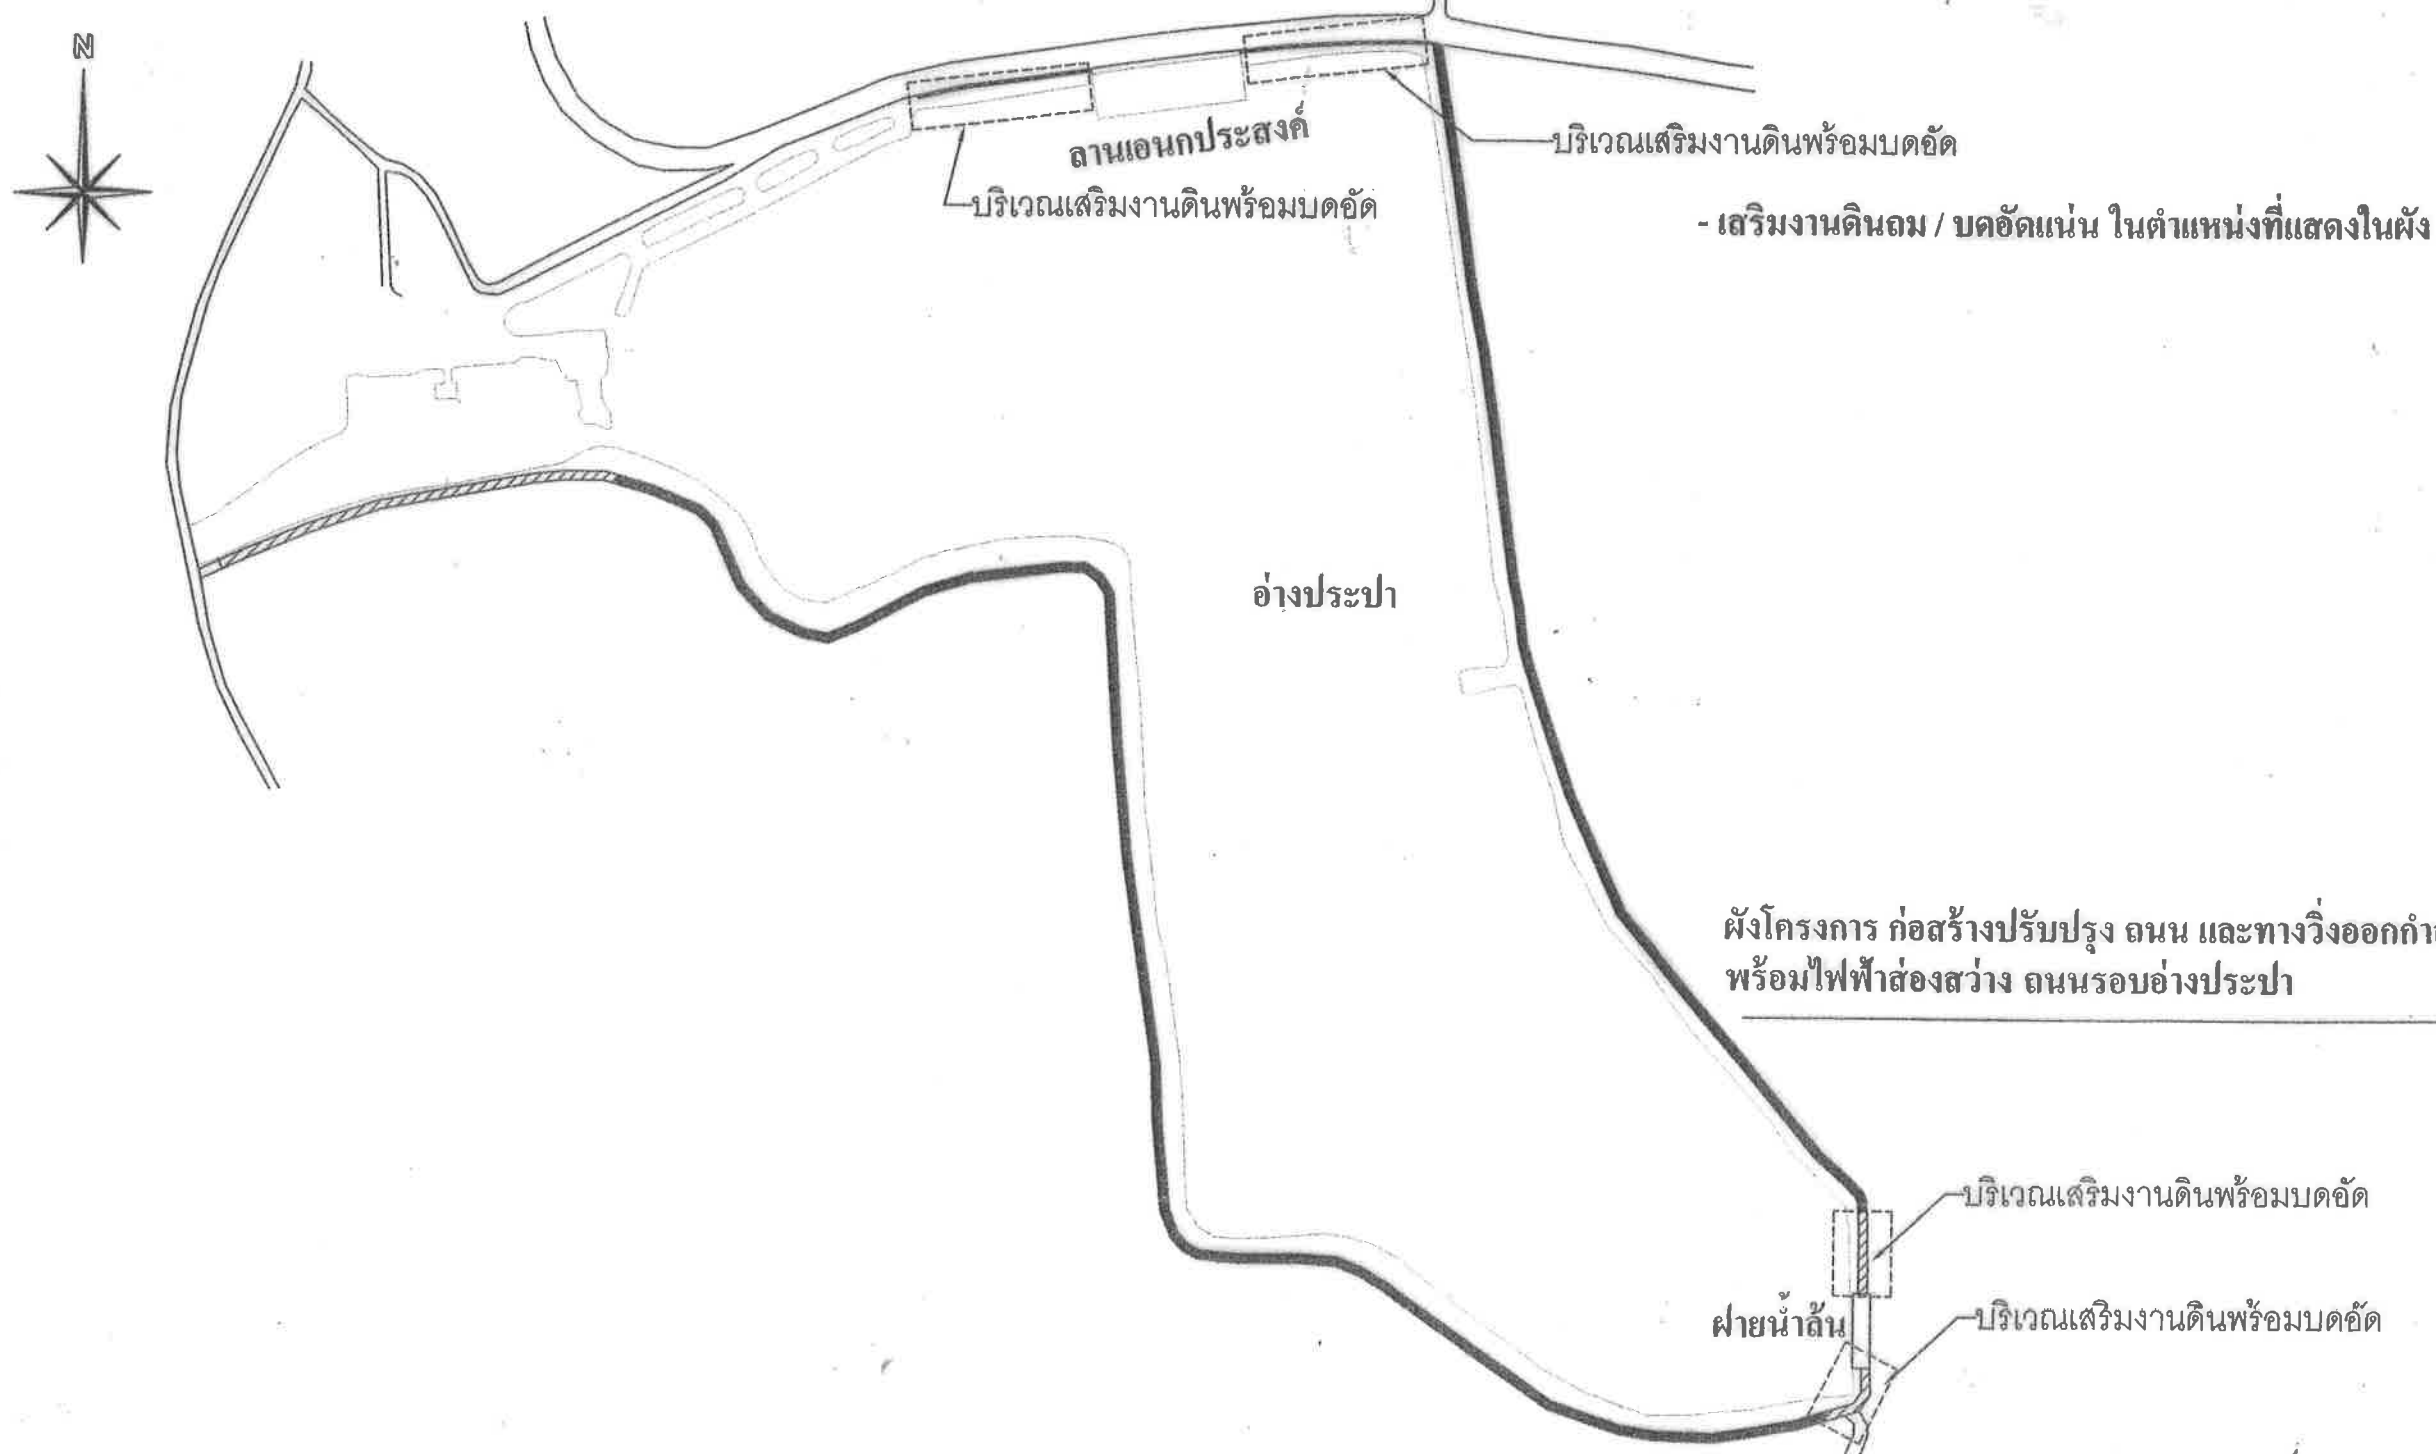 N
ลานเอนกประสงค์
บริเวณเสริมงานดินพร้อมบดอัด
บริเวณเสริมงานดินพร้อมบดอัด
- เสริมงานดินถม / บดอัดแน่น ในตำแหน่งที่แสดงในผัง
อ่างประปา
ผังโครงการ ก่อสร้างปรับปรุง ถนน และทางวิ่งออกกำ
พร้อมไฟฟ้าส่องสว่าง ถนนรอบอ่างประปา
บริเวณเสริมงานดินพร้อมบดอัด
ฝายน้ำล้น
บริเวณเสริมงานดินพร้อมบดอัด